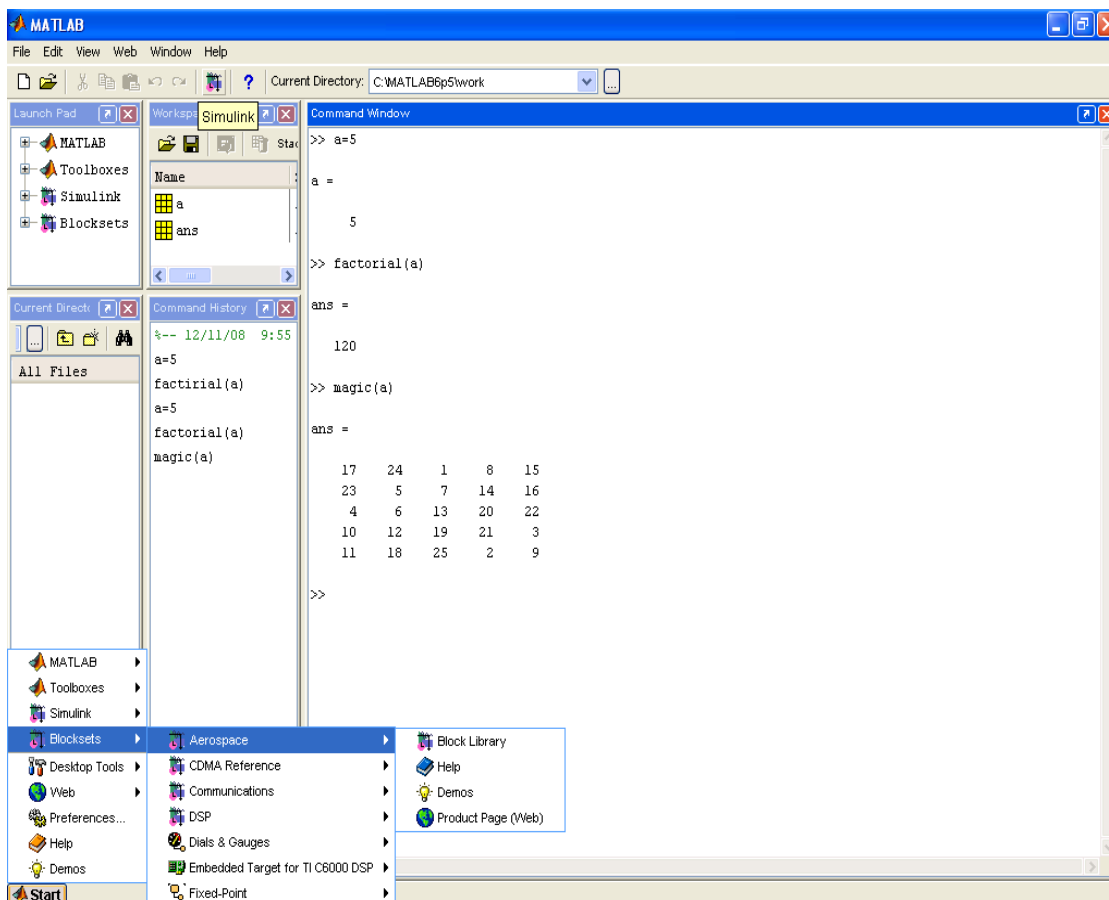 MATLAB
File Edit View Web Window Help
? Current Directory: C:\MATLAB6p5\work ...
Simulink
Launch Pad
MATLAB
Toolboxes
Simulink
Blocksets
Workspa
Stac
Name
a
ans
Current Directo
...
All Files
Command History
%-- 12/11/08 9:55
a=5
factirial(a)
a=5
factorial(a)
magic(a)
Command Window
>> a=5
a =
5
>> factorial(a)
ans =
120
>> magic(a)
ans =
17 24 1 8 15
23 5 7 14 16
4 6 13 20 22
10 12 19 21 3
11 18 25 2 9
>>
MATLAB
Toolboxes
Simulink
Blocksets
Desktop Tools
Web
Preferences...
Help
Demos
Start
Aerospace
CDMA Reference
Communications
DSP
Dials & Gauges
Embedded Target for TI C6000 DSP
Fixed-Point
Block Library
Help
Demos
Product Page (Web)